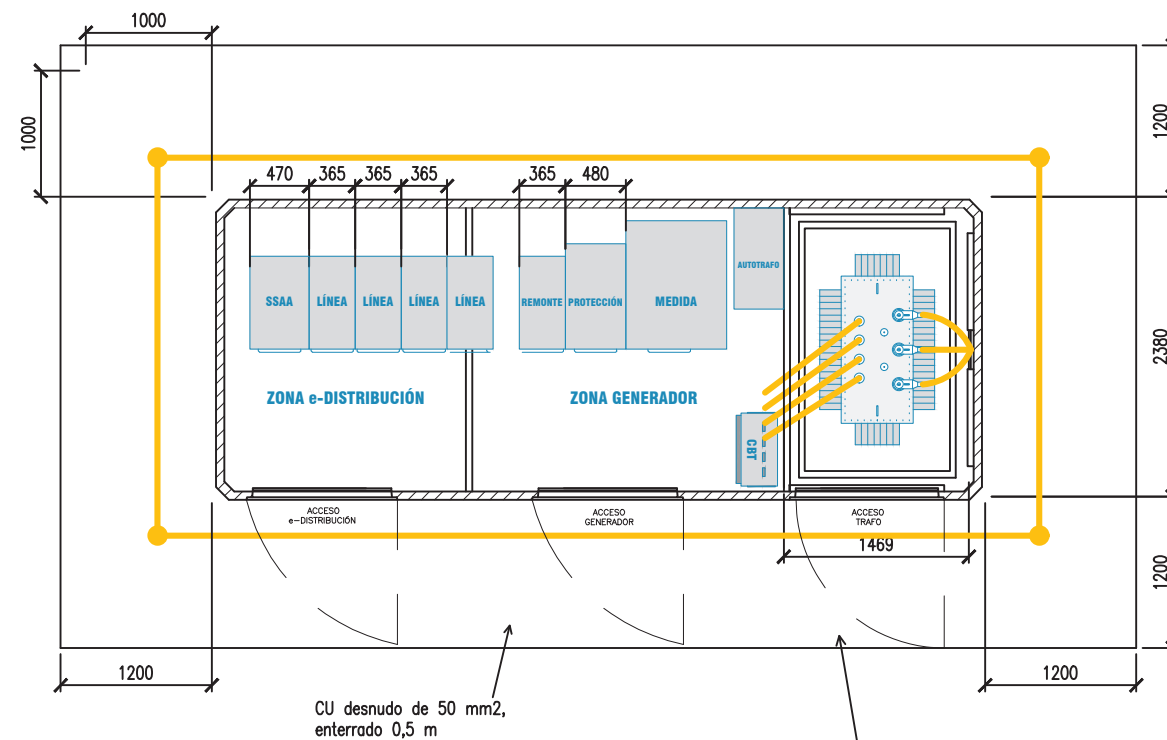 1000
1000
1200
470
365
365
365
365
480
AUTOTRAFO
SSAA
LÍNEA
LÍNEA
LÍNEA
LÍNEA
REMONTE
PROTECCIÓN
MEDIDA
2380
ZONA e-DISTRIBUCIÓN
ZONA GENERADOR
CBT
ACCESO
e-DISTRIBUCIÓN
ACCESO
GENERADOR
ACCESO
TRAFO
1469
1200
1200
1200
CU desnudo de 50 mm2,
enterrado 0,5 m